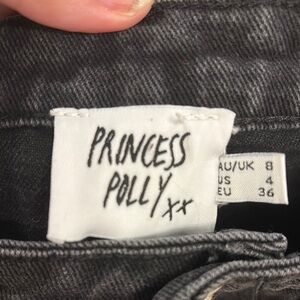 PRINCESS
POLLY xx
AU/UK 8
US 4
EU 36